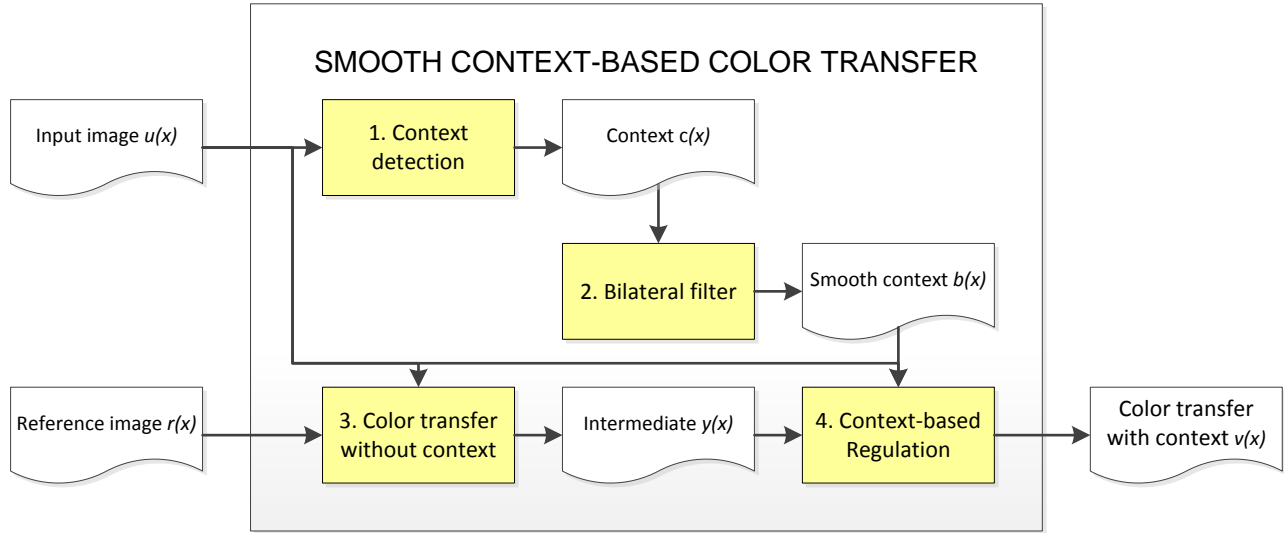 SMOOTH CONTEXT-BASED COLOR TRANSFER
Input image u(x)
1. Context
detection
Context c(x)
2. Bilateral filter
Smooth context b(x)
Reference image r(x)
3. Color transfer
without context
Intermediate y(x)
4. Context-based
Regulation
Color transfer
with context v(x)